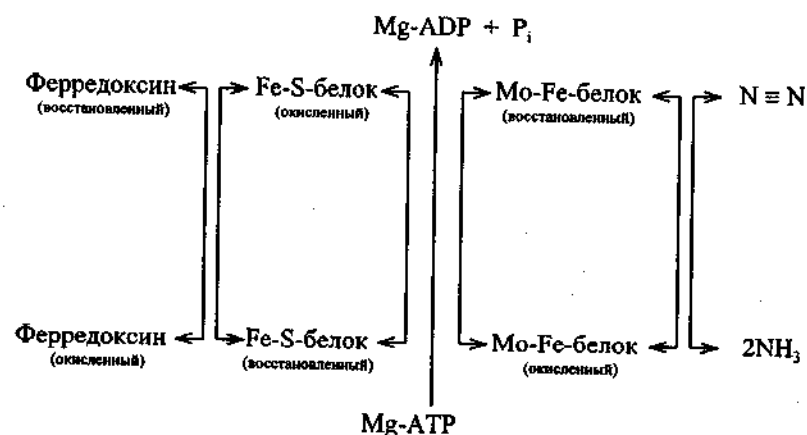 Mg-ADP + Pi
Ферредоксин Fe-S-белок Mo-Fe-белок N ≡ N
(восстановленный) (окисленный) (восстановленный)
Ферредоксин Fe-S-белок Mo-Fe-белок 2NH₃
(окисленный) (восстановленный) (окисленный)
Mg-ATP